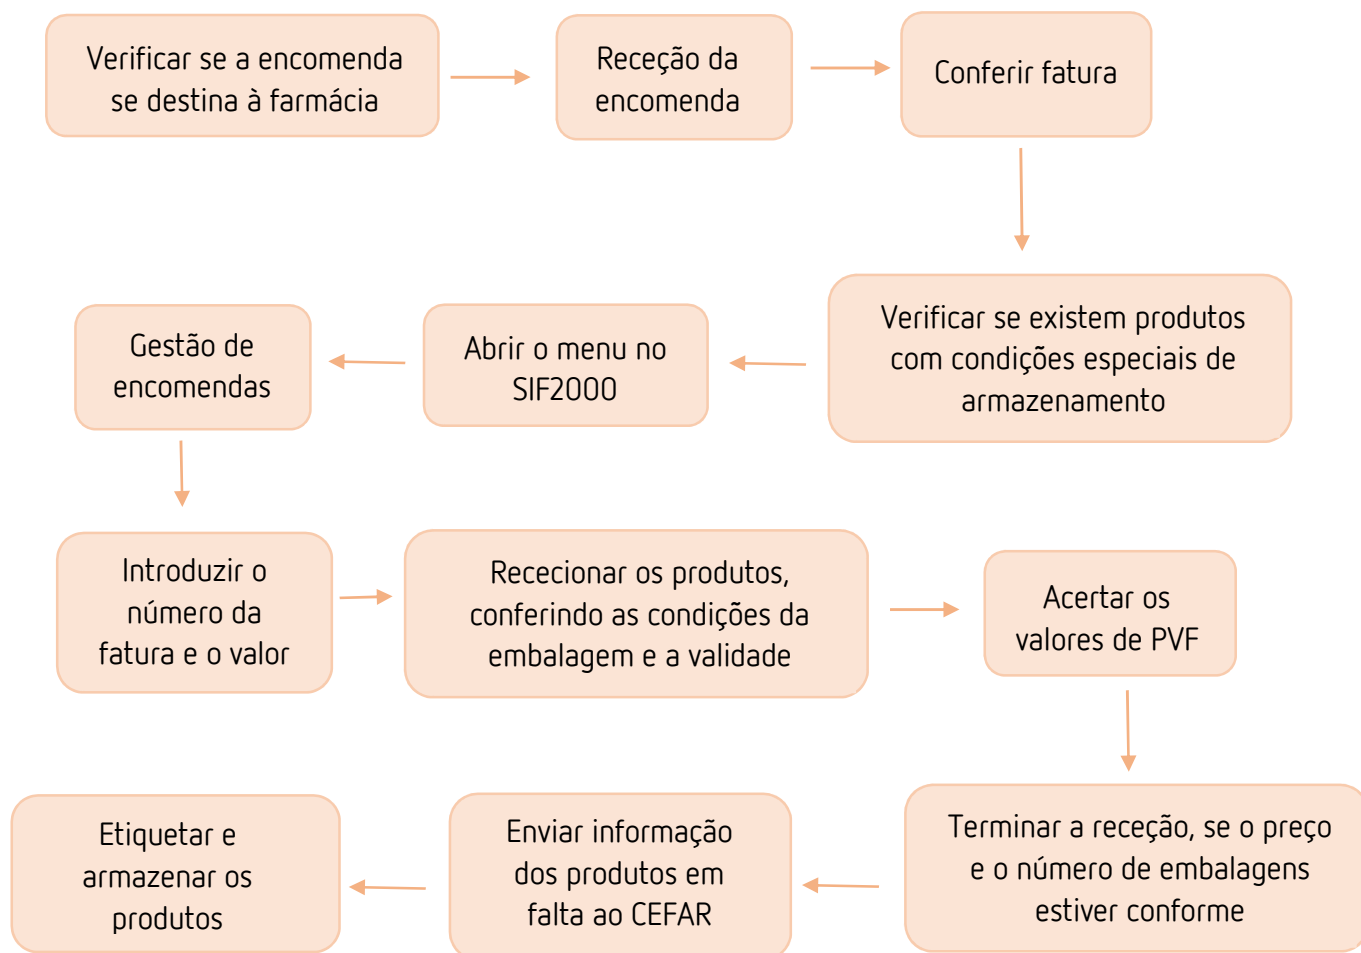 Verificar se a encomenda
se destina à farmácia
Receção da
encomenda
Conferir fatura
Verificar se existem produtos
com condições especiais de
armazenamento
Abrir o menu no
SIF2000
Gestão de
encomendas
Introduzir o
número da
fatura e o valor
Rececionar os produtos,
conferindo as condições da
embalagem e a validade
Acertar os
valores de PVF
Terminar a receção, se o preço
e o número de embalagens
estiver conforme
Enviar informação
dos produtos em
falta ao CEFAR
Etiquetar e
armazenar os
produtos